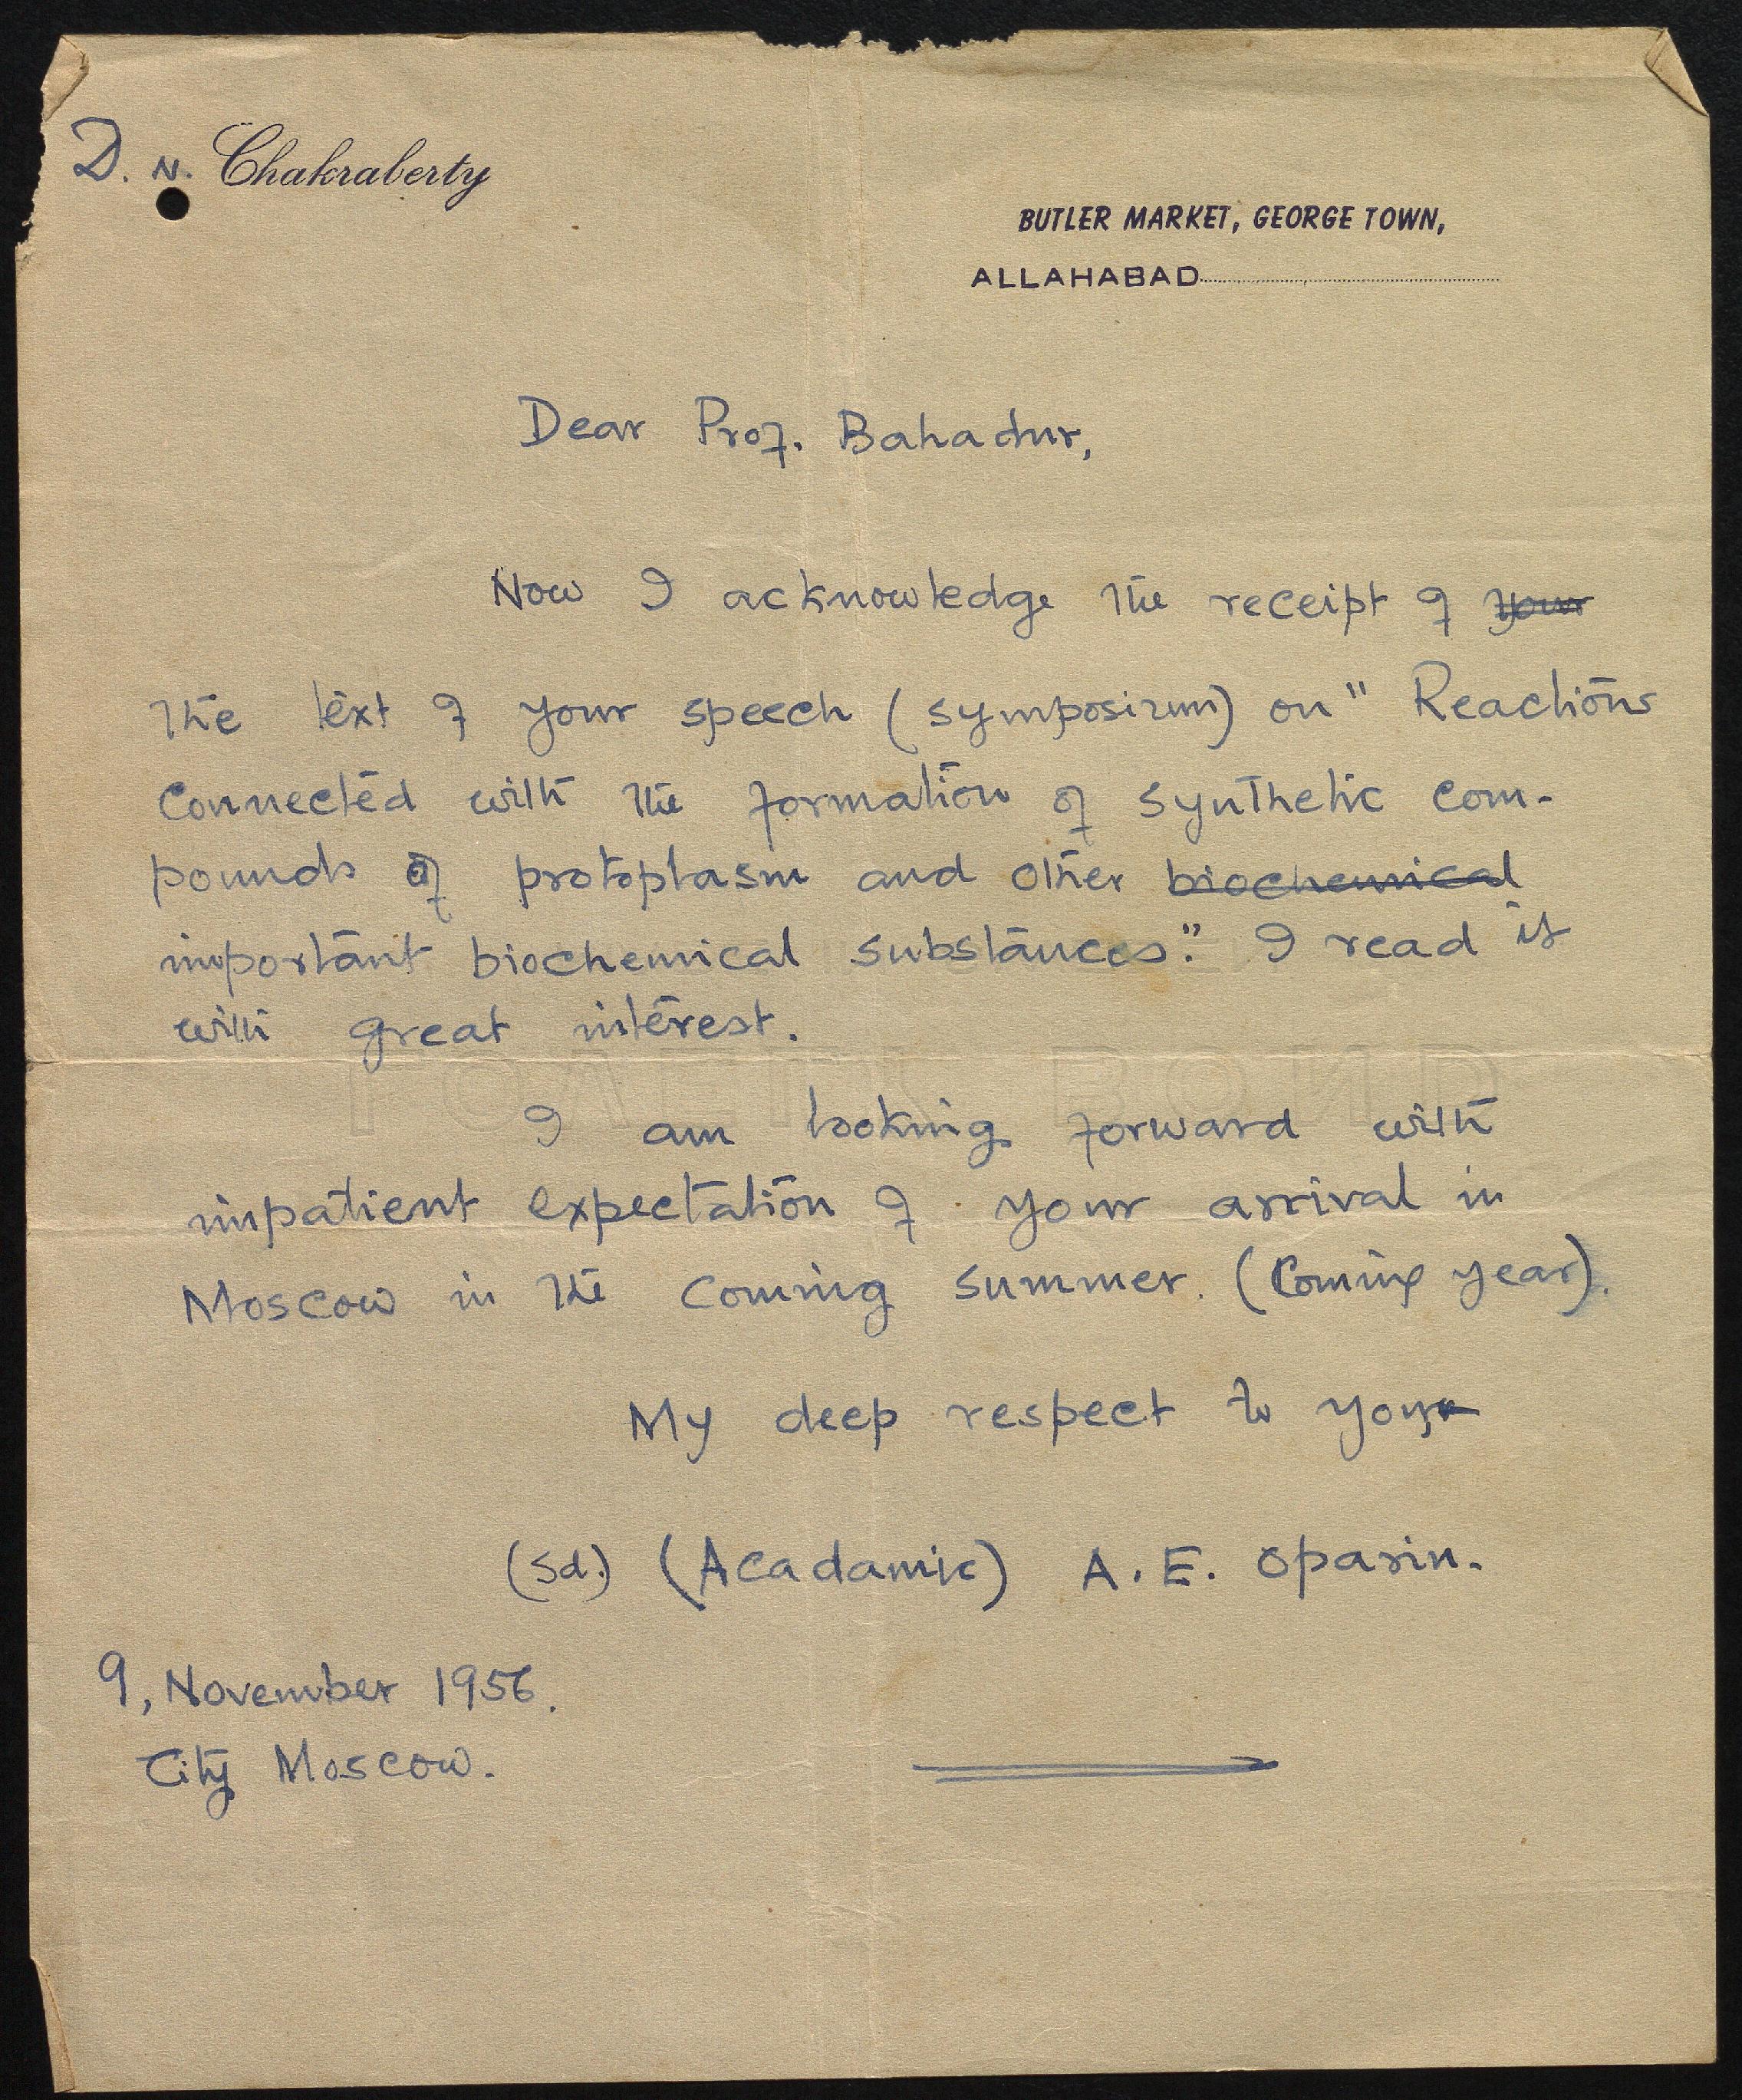 D. N. Chakraberty
BUTLER MARKET, GEORGE TOWN,
ALLAHABAD
Dear Prof. Bahadur,
Now I acknowledge the receipt of your
the text of your speech (symposium) on " Reactions
connected with the formation of synthetic com-
pounds of protoplasm and other biochemical
important biochemical substances." I read it
with great interest.
I am looking forward with
impatient expectation of your arrival in
Moscow in the coming summer. (Coming year).
My deep respect to you
(Sd.) (Acadamic) A. E. Oparin.
9, November 1956.
City Moscow.